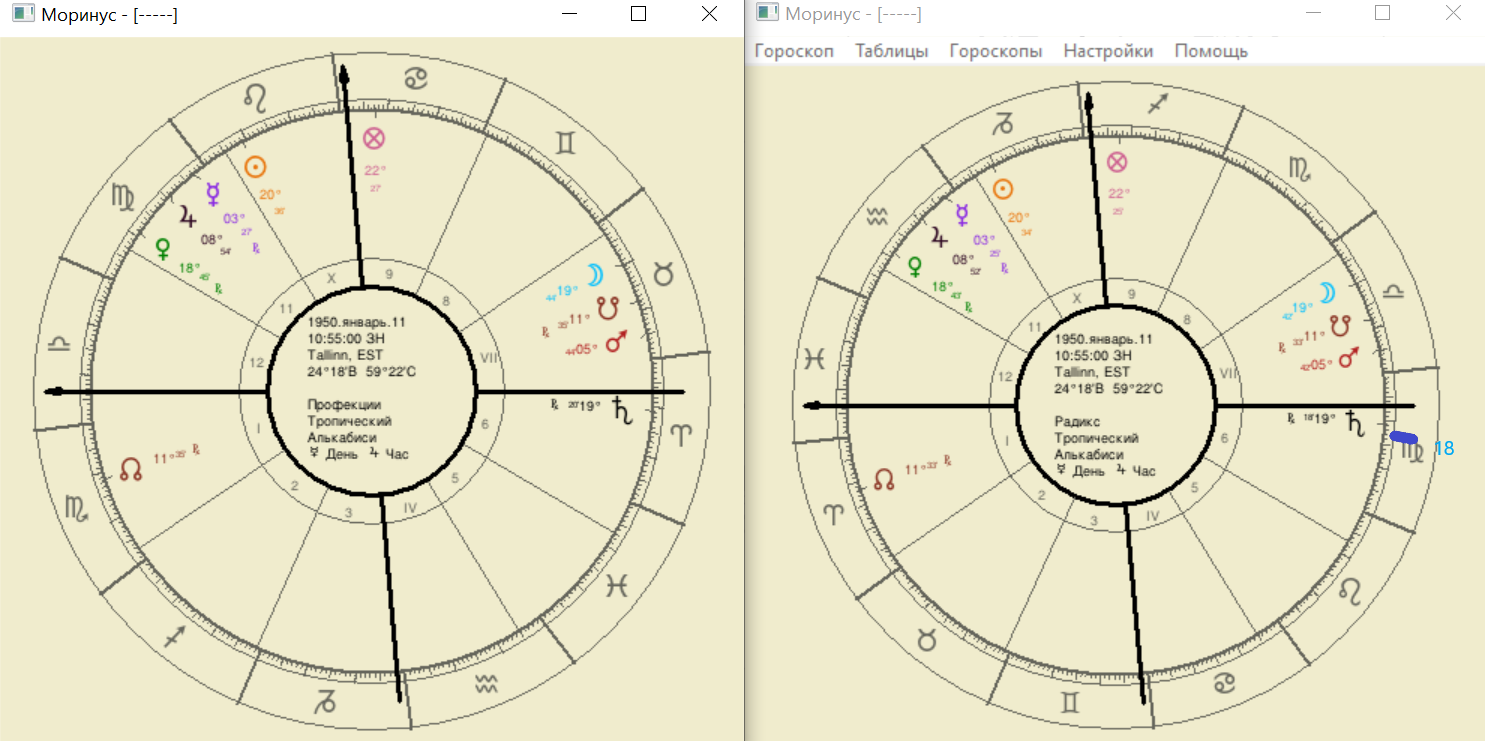 Моринус - [-----]
X
9
11
8
12
VII
I
6
2
5
3
IV
22°
27'
20°
36'
03°
27'
08°
54'
18°
45'
44'19°
35'11°
44'05°
20'19°
11°35'
1950.январь.11
10:55:00 ЗН
Tallinn, EST
24°18'В 59°22'С
Профекции
Тропический
Алькабиси
☿ День ♃ Час
Моринус - [-----]
Гороскоп Таблицы Гороскопы Настройки Помощь
X
9
11
8
12
VII
I
6
2
5
3
IV
22°
25'
20°
34'
03°
25'
08°
52'
18°
43'
42'19°
33'11°
42'05°
18'19°
11°33'
1950.январь.11
10:55:00 ЗН
Tallinn, EST
24°18'В 59°22'С
Радикс
Тропический
Алькабиси
☿ День ♃ Час
18